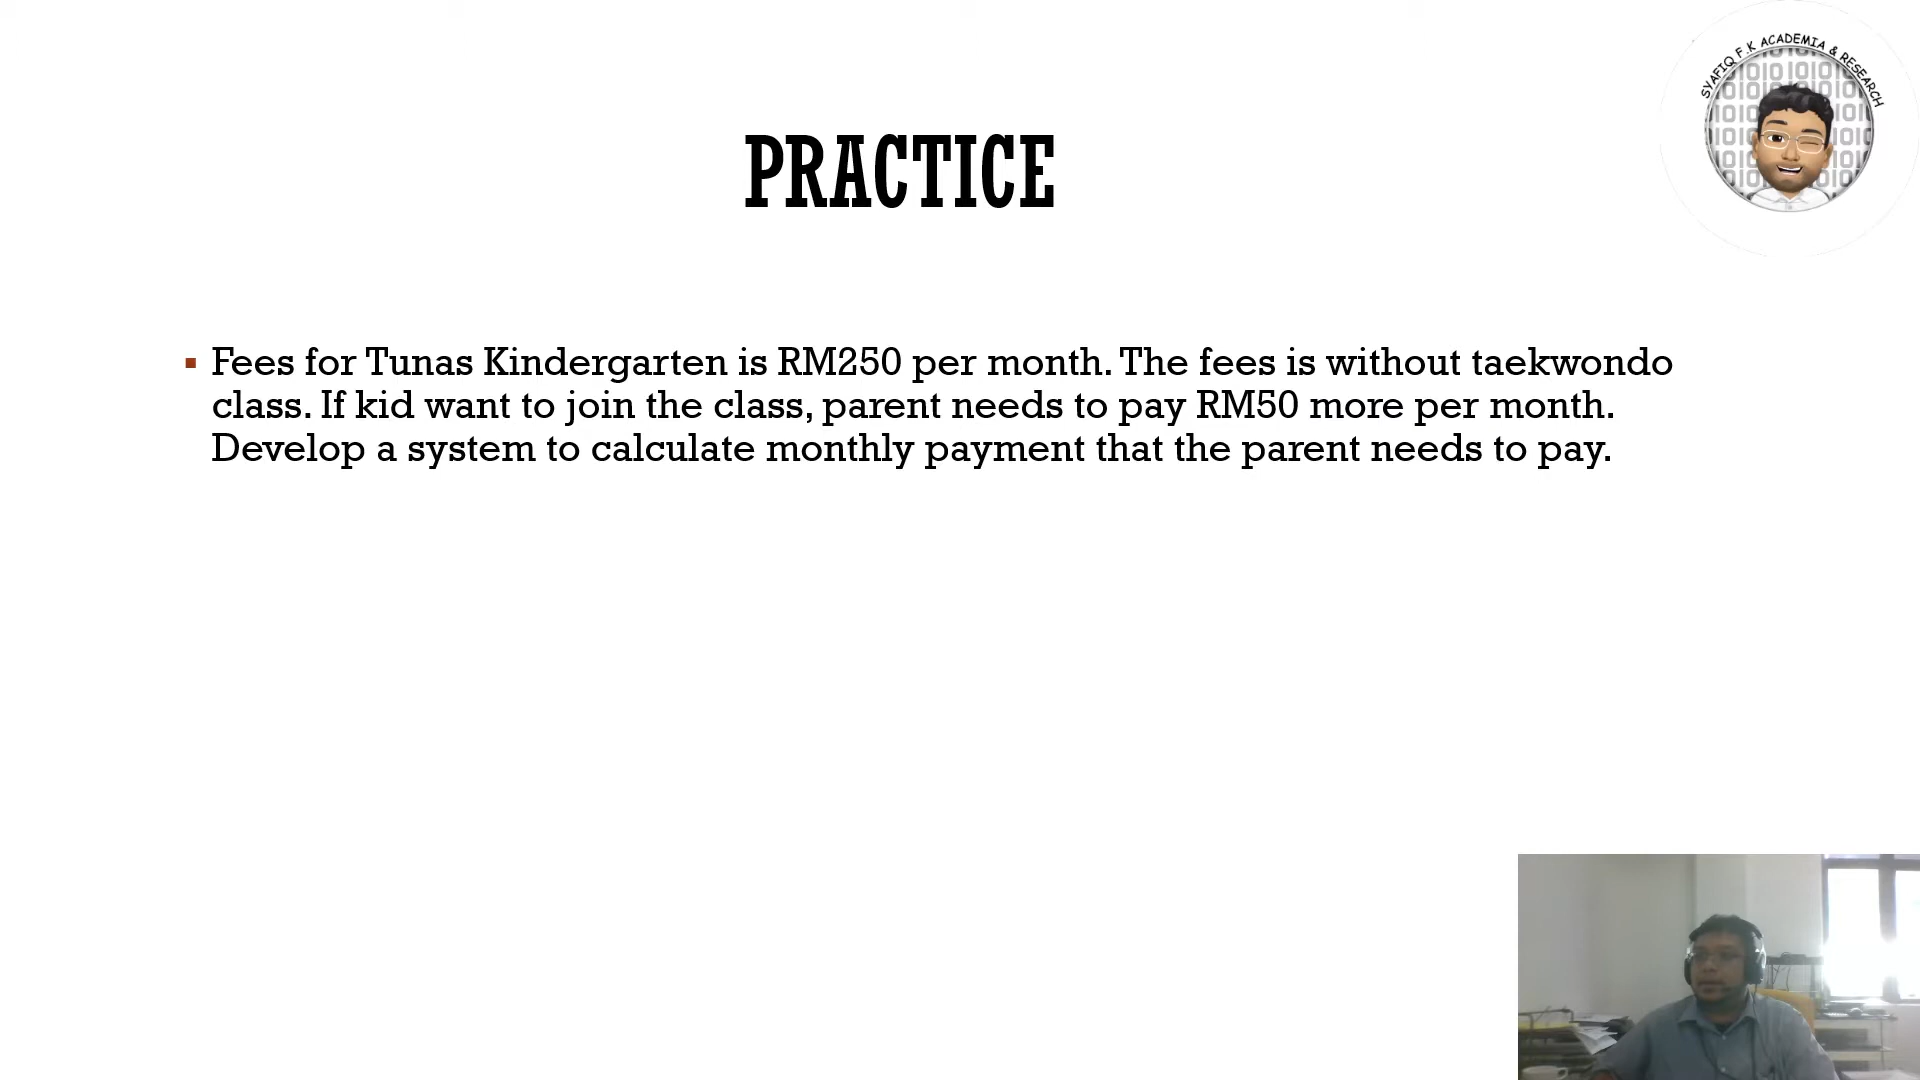 SYAFIQ F.K ACADEMIA & RESEARCH
PRACTICE
Fees for Tunas Kindergarten is RM250 per month. The fees is without taekwondo
class. If kid want to join the class, parent needs to pay RM50 more per month.
Develop a system to calculate monthly payment that the parent needs to pay.